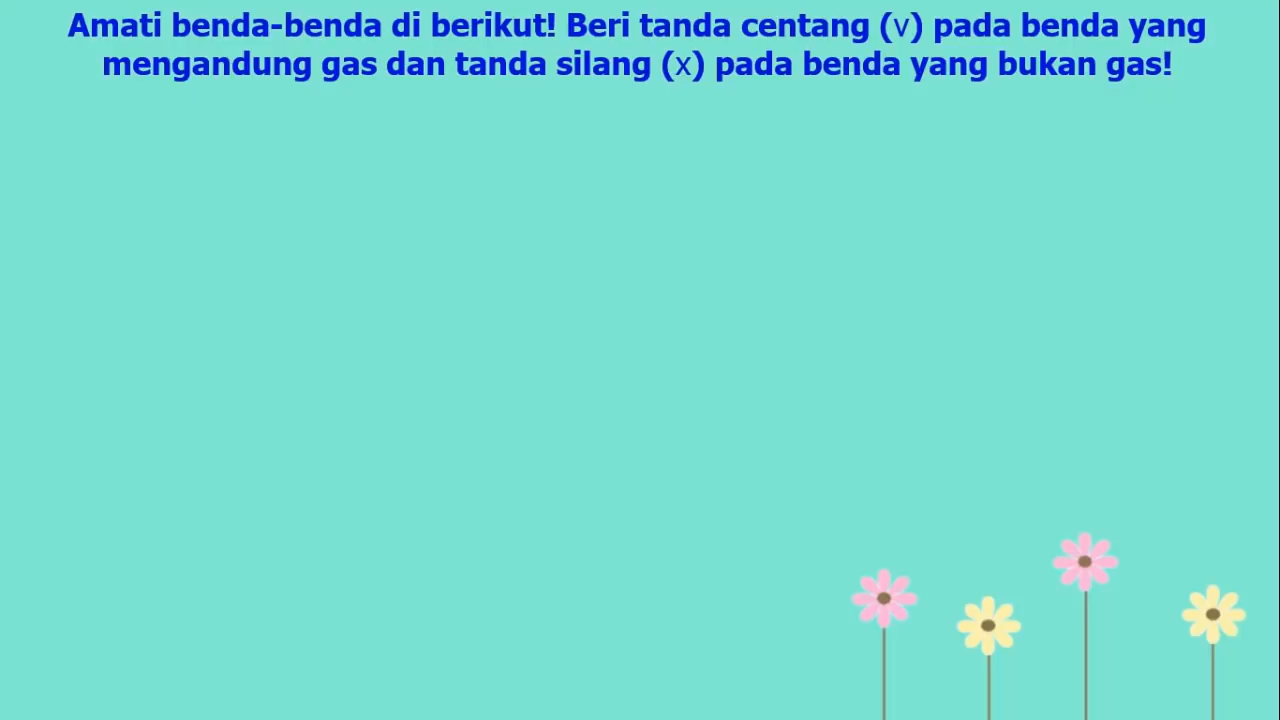 Amati benda-benda di berikut! Beri tanda centang (v) pada benda yang
mengandung gas dan tanda silang (x) pada benda yang bukan gas!